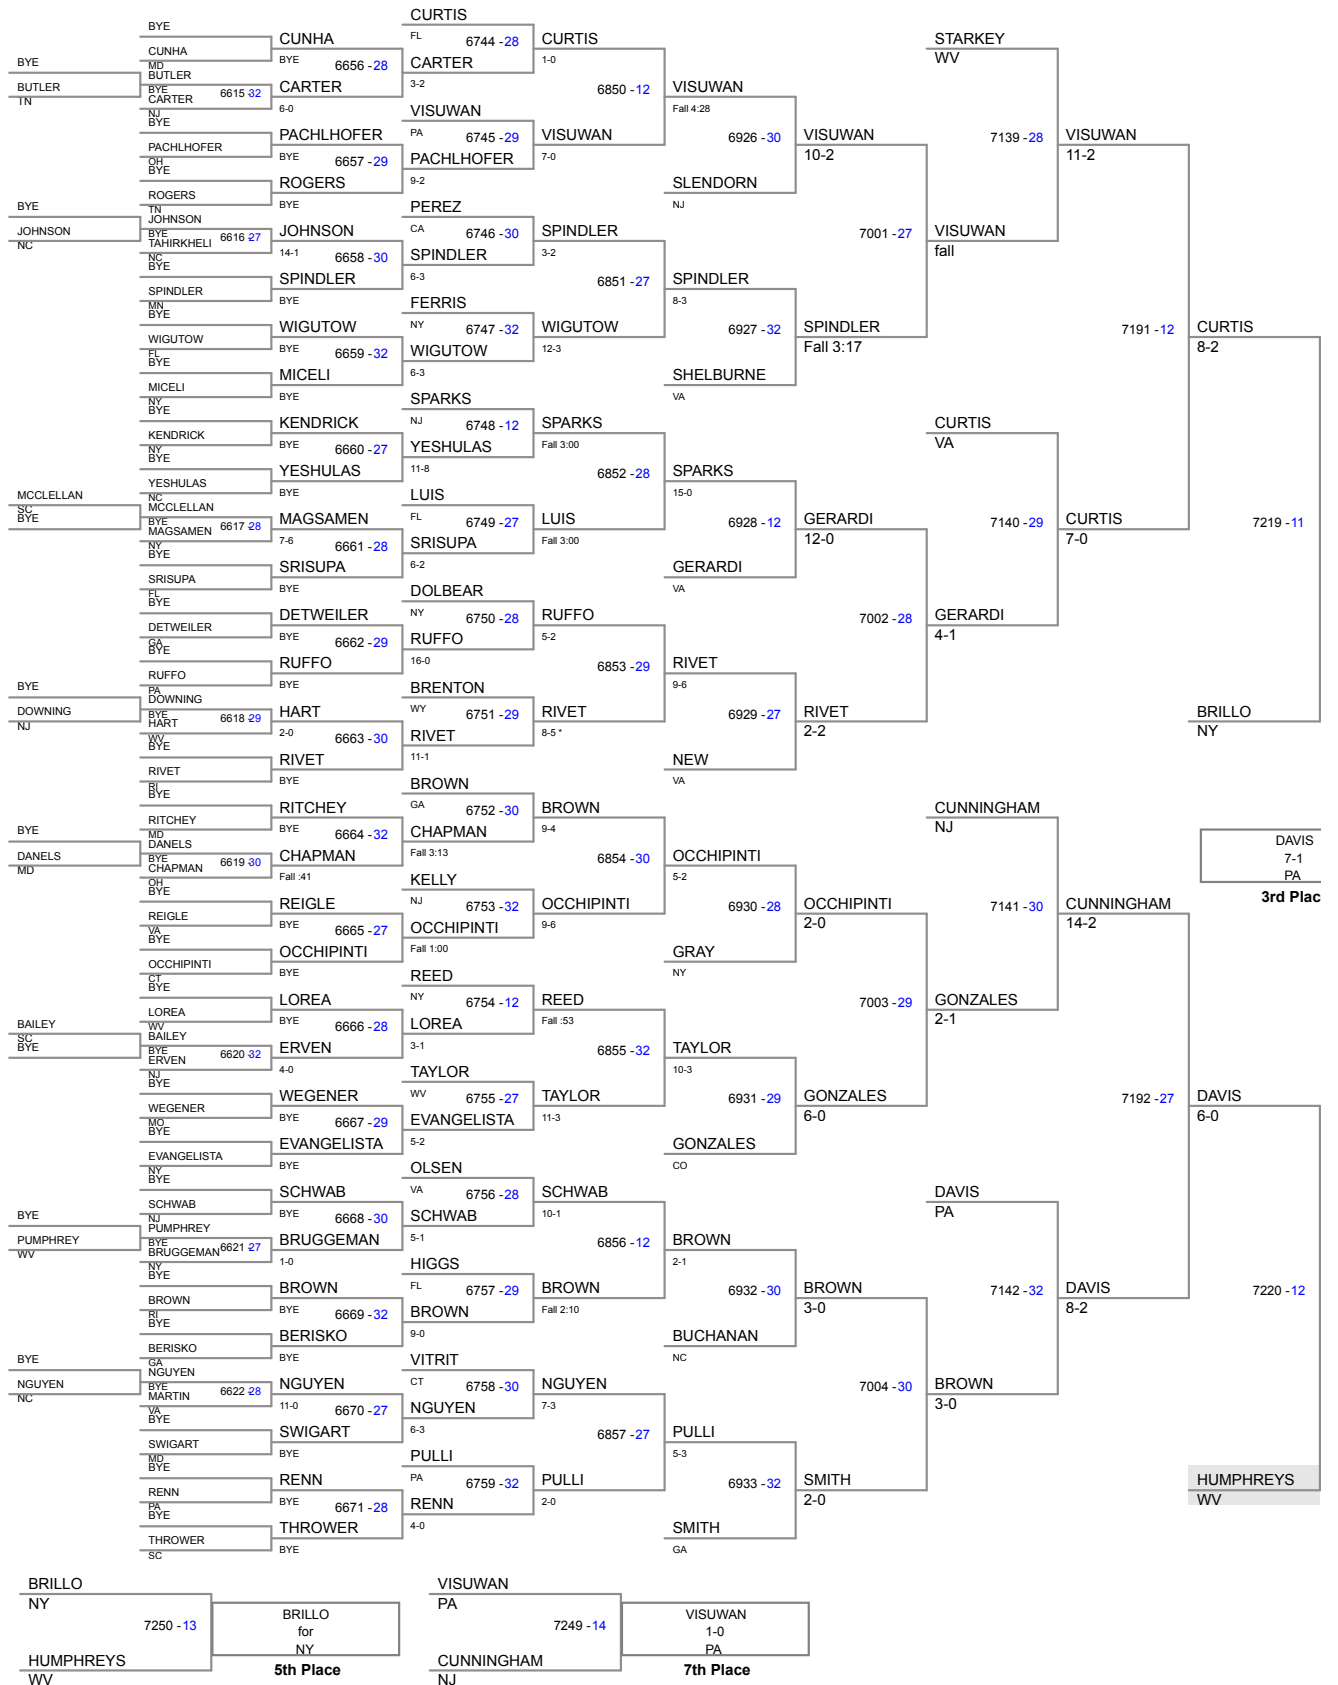 BYE
BUTLER
TN
BYE
JOHNSON
NC
MCCLELLAN
SC
BYE
BYE
DOWNING
NJ
BYE
DANELS
MD
BAILEY
SC
BYE
BYE
PUMPHREY
WV
BYE
NGUYEN
NC
BYE
CUNHA
MD
BUTLER
BYE
CARTER
6615 -32
NJ
BYE
PACHLHOFER
OH
BYE
ROGERS
TN
JOHNSON
BYE
TAHIRKHELI
6616 -27
NC
BYE
SPINDLER
MN
BYE
WIGUTOW
FL
BYE
MICELI
NY
BYE
KENDRICK
NY
BYE
YESHULAS
NC
MCCLELLAN
BYE
MAGSAMEN
6617 -28
NY
BYE
SRISUPA
FL
BYE
DETWEILER
GA
BYE
RUFFO
PA
DOWNING
BYE
HART
6618 -29
WV
BYE
RIVET
RI
BYE
RITCHEY
MD
DANELS
BYE
CHAPMAN
6619 -30
OH
BYE
REIGLE
VA
BYE
OCCHIPINTI
CT
BYE
LOREA
WV
BAILEY
BYE
ERVEN
6620 -32
NJ
BYE
WEGENER
MO
BYE
EVANGELISTA
NY
BYE
SCHWAB
NJ
PUMPHREY
BYE
BRUGGEMAN
6621 -27
NY
BYE
BROWN
RI
BYE
BERISKO
GA
NGUYEN
BYE
MARTIN
6622 -28
VA
BYE
SWIGART
MD
BYE
RENN
PA
BYE
THROWER
SC
CUNHA
BYE
6656 -28
CARTER
6-0
PACHLHOFER
BYE
6657 -29
ROGERS
BYE
JOHNSON
14-1
6658 -30
SPINDLER
BYE
WIGUTOW
BYE
6659 -32
MICELI
BYE
KENDRICK
BYE
6660 -27
YESHULAS
BYE
MAGSAMEN
7-6
6661 -28
SRISUPA
BYE
DETWEILER
BYE
6662 -29
RUFFO
BYE
HART
2-0
6663 -30
RIVET
BYE
RITCHEY
BYE
6664 -32
CHAPMAN
Fall :41
REIGLE
BYE
6665 -27
OCCHIPINTI
BYE
LOREA
BYE
6666 -28
ERVEN
4-0
WEGENER
BYE
6667 -29
EVANGELISTA
BYE
SCHWAB
BYE
6668 -30
BRUGGEMAN
1-0
BROWN
BYE
6669 -32
BERISKO
BYE
NGUYEN
11-0
6670 -27
SWIGART
BYE
RENN
BYE
6671 -28
THROWER
BYE
CURTIS
FL
6744 -28
CARTER
3-2
VISUWAN
PA
6745 -29
PACHLHOFER
9-2
PEREZ
CA
6746 -30
SPINDLER
6-3
FERRIS
NY
6747 -32
WIGUTOW
6-3
SPARKS
NJ
6748 -12
YESHULAS
11-8
LUIS
FL
6749 -27
SRISUPA
6-2
DOLBEAR
NY
6750 -28
RUFFO
16-0
BRENTON
WY
6751 -29
RIVET
11-1
BROWN
GA
6752 -30
CHAPMAN
Fall 3:13
KELLY
NJ
6753 -32
OCCHIPINTI
Fall 1:00
REED
NY
6754 -12
LOREA
3-1
TAYLOR
WV
6755 -27
EVANGELISTA
5-2
OLSEN
VA
6756 -28
SCHWAB
5-1
HIGGS
FL
6757 -29
BROWN
9-0
VITRIT
CT
6758 -30
NGUYEN
6-3
PULLI
PA
6759 -32
RENN
4-0
CURTIS
1-0
6850 -12
VISUWAN
7-0
SPINDLER
3-2
6851 -27
WIGUTOW
12-3
SPARKS
Fall 3:00
6852 -28
LUIS
Fall 3:00
RUFFO
5-2
6853 -29
RIVET
8-5 *
BROWN
9-4
6854 -30
OCCHIPINTI
9-6
REED
Fall :53
6855 -32
TAYLOR
11-3
SCHWAB
10-1
6856 -12
BROWN
Fall 2:10
NGUYEN
7-3
6857 -27
PULLI
2-0
VISUWAN
Fall 4:28
6926 -30
SLENDORN
NJ
SPINDLER
8-3
6927 -32
SHELBURNE
VA
SPARKS
15-0
6928 -12
GERARDI
VA
RIVET
9-6
6929 -27
NEW
VA
OCCHIPINTI
5-2
6930 -28
GRAY
NY
TAYLOR
10-3
6931 -29
GONZALES
CO
BROWN
2-1
6932 -30
BUCHANAN
NC
PULLI
5-3
6933 -32
SMITH
GA
VISUWAN
10-2
7001 -27
SPINDLER
Fall 3:17
GERARDI
12-0
7002 -28
RIVET
2-2
OCCHIPINTI
2-0
7003 -29
GONZALES
6-0
BROWN
3-0
7004 -30
SMITH
2-0
STARKEY
WV
7139 -28
VISUWAN
fall
CURTIS
VA
7140 -29
GERARDI
4-1
CUNNINGHAM
NJ
7141 -30
GONZALES
2-1
DAVIS
PA
7142 -32
BROWN
3-0
VISUWAN
11-2
7191 -12
CURTIS
7-0
CUNNINGHAM
14-2
7192 -27
DAVIS
8-2
CURTIS
8-2
7219 -11
BRILLO
NY
DAVIS
7-1
PA
3rd Plac
DAVIS
6-0
7220 -12
HUMPHREYS
WV
BRILLO
NY
7250 -13
HUMPHREYS
WV
BRILLO
for
NY
5th Place
VISUWAN
PA
7249 -14
CUNNINGHAM
NJ
VISUWAN
1-0
PA
7th Place